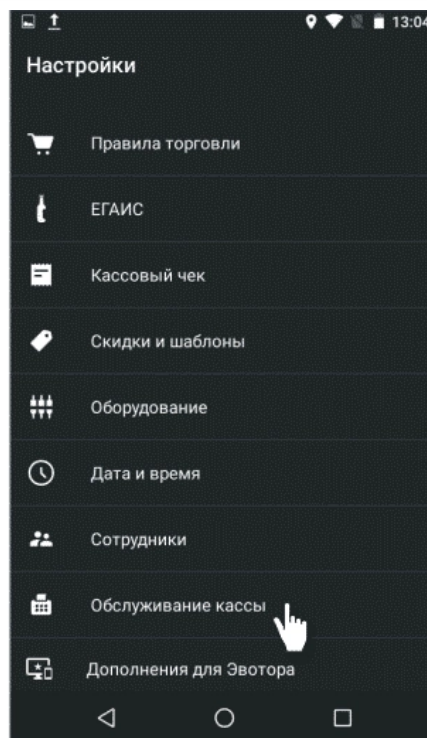 13:04
Настройки
Правила торговли
ЕГАИС
Кассовый чек
Скидки и шаблоны
Оборудование
Дата и время
Сотрудники
Обслуживание кассы
Дополнения для Эвотора